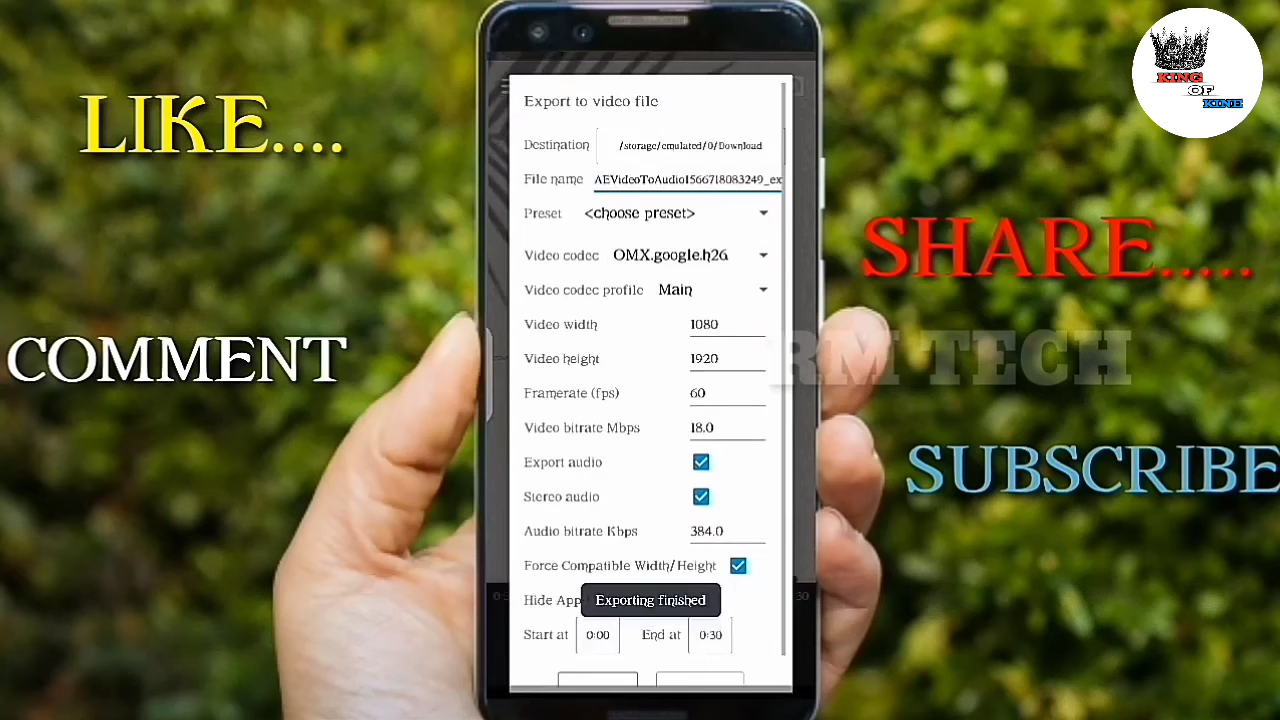 KING
OF
KINE
LIKE....
COMMENT
SHARE.....
SUBSCRIBE
RM TECH
Export to video file
Destination /storage/emulated/0/Download
File name AEVideoToAudio1566718083249_ex
Preset <choose preset>
Video codec OMX.google.h26
Video codec profile Main
Video width 1080
Video height 1920
Framerate (fps) 60
Video bitrate Mbps 18.0
Export audio
Stereo audio
Audio bitrate Kbps 384.0
Force Compatible Width/Height
Hide App
Exporting finished
Start at 0:00 End at 0:30